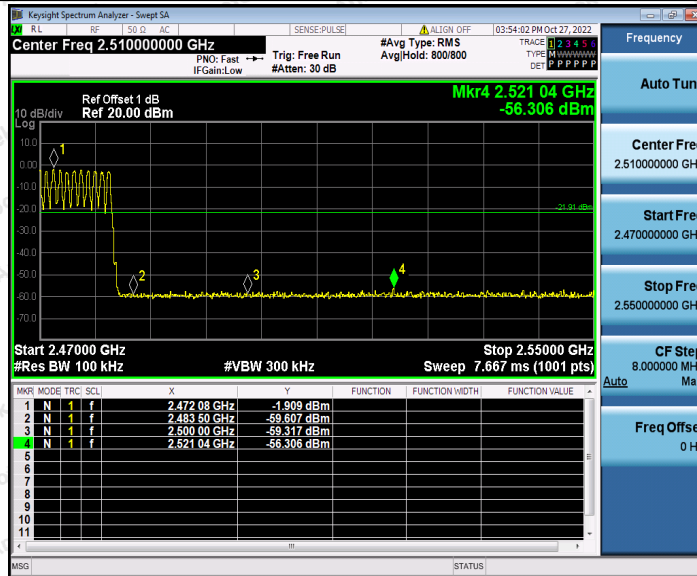 Keysight Spectrum Analyzer - Swept SA
RL RF 50 Ω AC SENSE:PULSE ALIGN OFF 03:54:02 PM Oct 27, 2022
Center Freq 2.510000000 GHz
PNO: Fast
IFGain:Low
Trig: Free Run
#Atten: 30 dB
#Avg Type: RMS
Avg|Hold: 800/800
TRACE 1 2 3 4 5 6
TYPE M WWWWW
DET P P P P P P
Frequency
Mkr4 2.521 04 GHz
-56.306 dBm
Ref Offset 1 dB
10 dB/div Ref 20.00 dBm
Log
10.0
0.00
-10.0
-20.0
-30.0
-40.0
-50.0
-60.0
-70.0
1
2
3
4
-21.91 dBm
Start 2.47000 GHz Stop 2.55000 GHz
#Res BW 100 kHz #VBW 300 kHz Sweep 7.667 ms (1001 pts)
MKR MODE TRC SCL X Y FUNCTION FUNCTION WIDTH FUNCTION VALUE
1 N 1 f 2.472 08 GHz -1.909 dBm
2 N 1 f 2.483 50 GHz -59.607 dBm
3 N 1 f 2.500 00 GHz -59.317 dBm
4 N 1 f 2.521 04 GHz -56.306 dBm
5
6
7
8
9
10
11
MSG STATUS
Auto Tun
Center Fre
2.510000000 GH
Start Fre
2.470000000 GH
Stop Fre
2.550000000 GH
CF Step
8.000000 MH
Auto Ma
Freq Offse
0 H